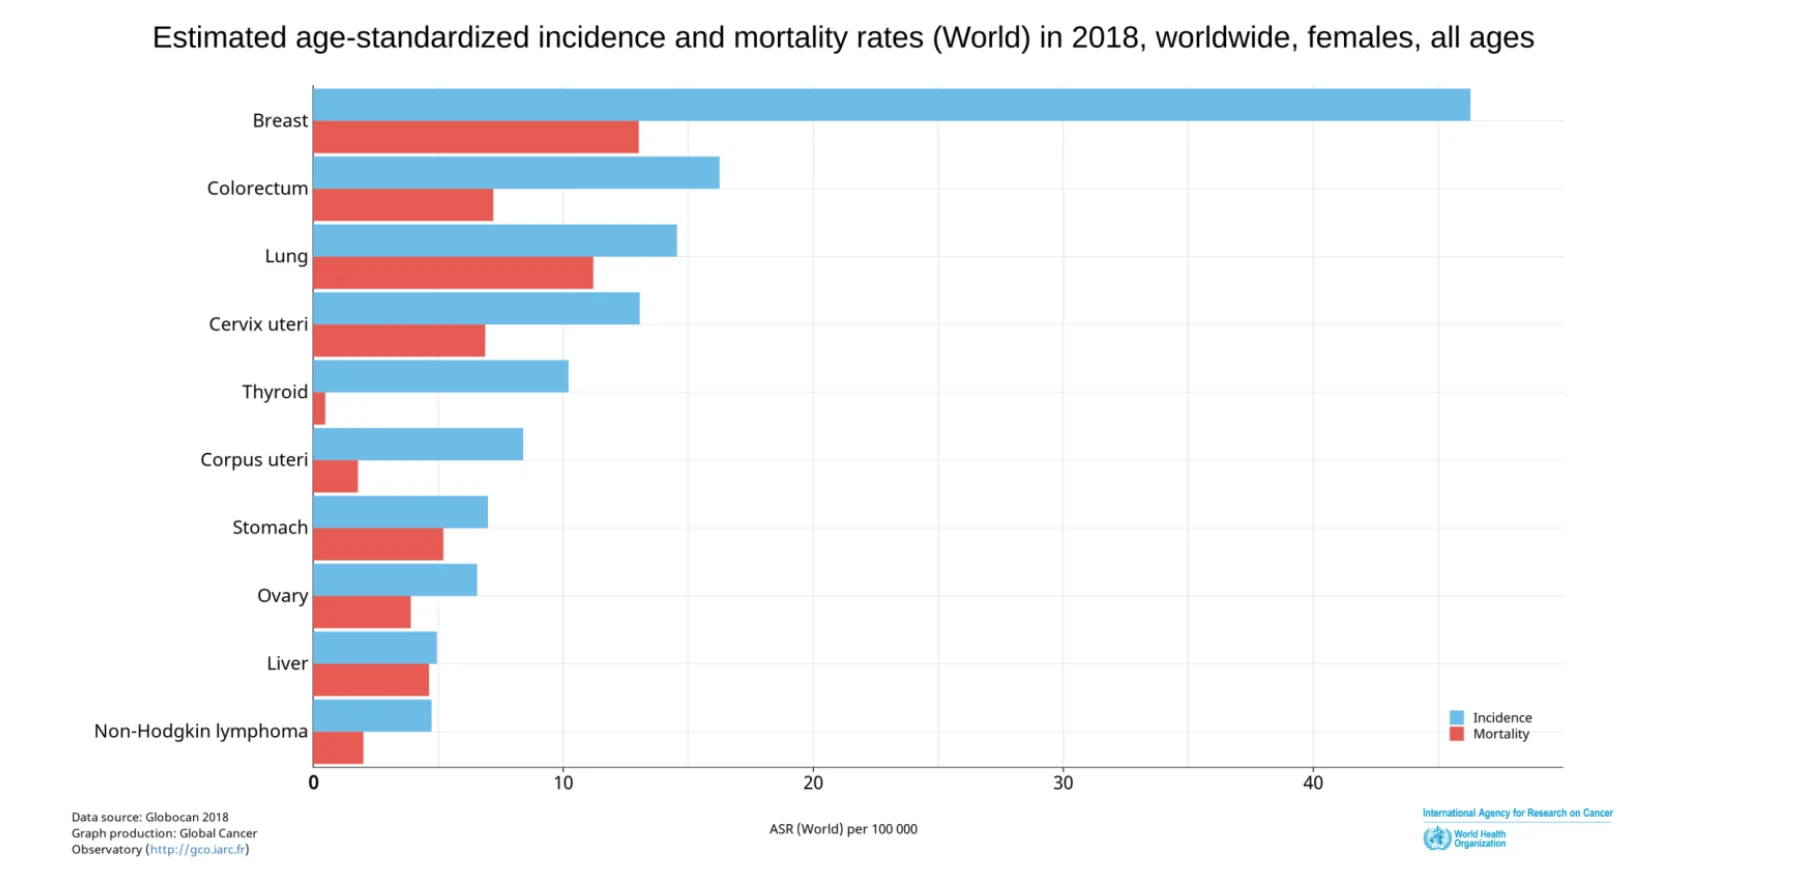 Estimated age-standardized incidence and mortality rates (World) in 2018, worldwide, females, all ages
Breast
Colorectum
Lung
Cervix uteri
Thyroid
Corpus uteri
Stomach
Ovary
Liver
Non-Hodgkin lymphoma
Incidence
Mortality
0 10 20 30 40
ASR (World) per 100 000
Data source: Globocan 2018
Graph production: Global Cancer
Observatory (http://gco.iarc.fr)
International Agency for Research on Cancer
World Health
Organization